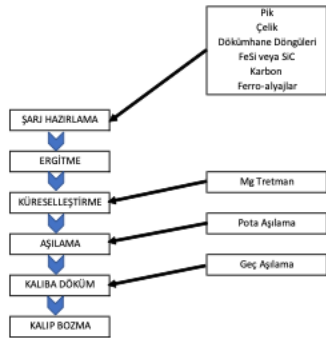 Pik
Çelik
Dökümhane Döngüleri
FeSi veya SiC
Karbon
Ferro-alyajlar
ŞARJ HAZIRLAMA
ERGİTME
KÜRESELLEŞTİRME
Mg Tretman
AŞILAMA
Pota Aşılama
KALIBA DÖKÜM
Geç Aşılama
KALIP BOZMA